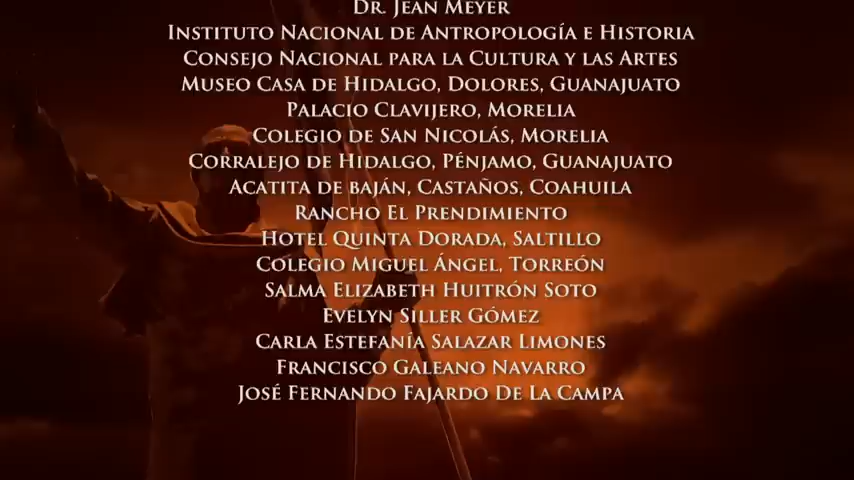 Dr. Jean Meyer
Instituto Nacional de Antropología e Historia
Consejo Nacional para la Cultura y las Artes
Museo Casa de Hidalgo, Dolores, Guanajuato
Palacio Clavijero, Morelia
Colegio de San Nicolás, Morelia
Corralejo de Hidalgo, Pénjamo, Guanajuato
Acatita de baján, Castaños, Coahuila
Rancho El Prendimiento
Hotel Quinta Dorada, Saltillo
Colegio Miguel Ángel, Torreón
Salma Elizabeth Huitrón Soto
Evelyn Siller Gómez
Carla Estefanía Salazar Limones
Francisco Galeano Navarro
José Fernando Fajardo De La Campa